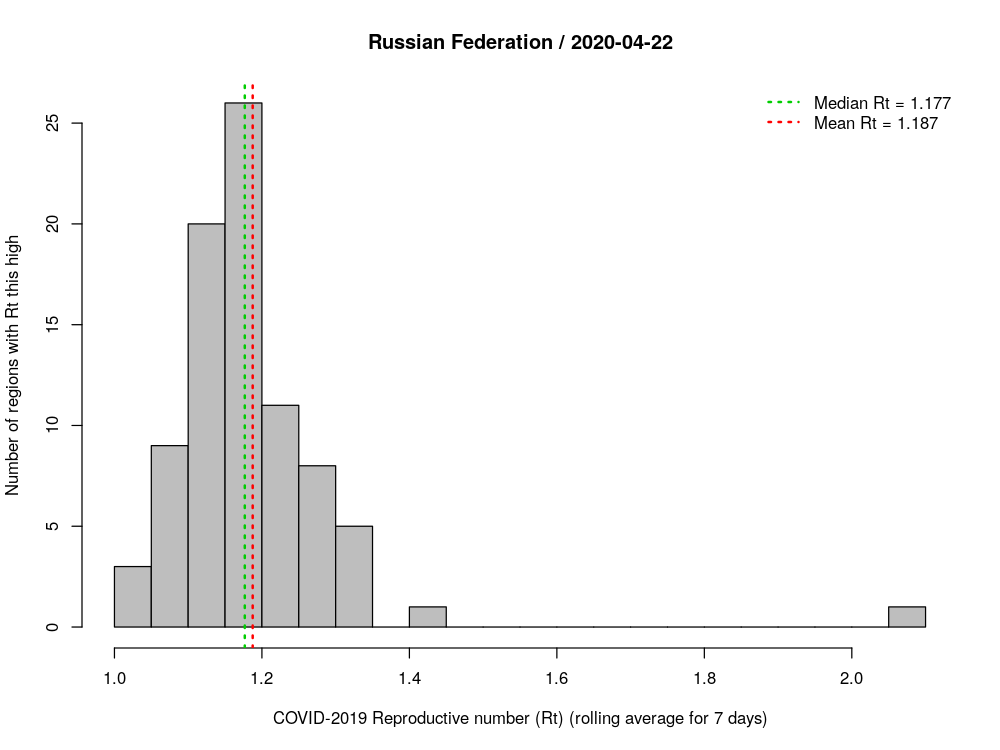 Russian Federation / 2020-04-22
Median Rt = 1.177
Mean Rt = 1.187
Number of regions with Rt this high
25
20
15
10
5
0
1.0 1.2 1.4 1.6 1.8 2.0
COVID-2019 Reproductive number (Rt) (rolling average for 7 days)